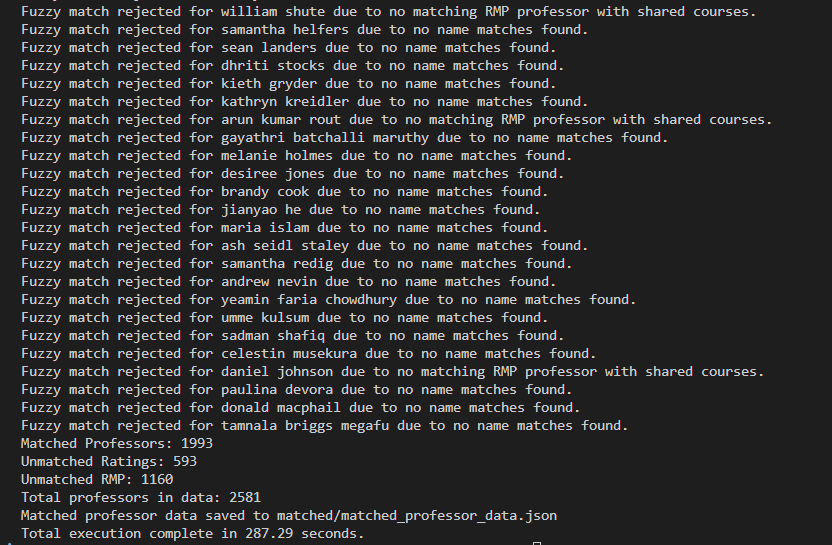 Fuzzy match rejected for william shute due to no matching RMP professor with shared courses.
Fuzzy match rejected for samantha helfers due to no name matches found.
Fuzzy match rejected for sean landers due to no name matches found.
Fuzzy match rejected for dhriti stocks due to no name matches found.
Fuzzy match rejected for kieth gryder due to no name matches found.
Fuzzy match rejected for kathryn kreidler due to no name matches found.
Fuzzy match rejected for arun kumar rout due to no matching RMP professor with shared courses.
Fuzzy match rejected for gayathri batchalli maruthy due to no name matches found.
Fuzzy match rejected for melanie holmes due to no name matches found.
Fuzzy match rejected for desiree jones due to no name matches found.
Fuzzy match rejected for brandy cook due to no name matches found.
Fuzzy match rejected for jianyao he due to no name matches found.
Fuzzy match rejected for maria islam due to no name matches found.
Fuzzy match rejected for ash seidl staley due to no name matches found.
Fuzzy match rejected for samantha redig due to no name matches found.
Fuzzy match rejected for andrew nevin due to no name matches found.
Fuzzy match rejected for yeamin faria chowdhury due to no name matches found.
Fuzzy match rejected for umme kulsum due to no name matches found.
Fuzzy match rejected for sadman shafiq due to no name matches found.
Fuzzy match rejected for celestin musekura due to no name matches found.
Fuzzy match rejected for daniel johnson due to no matching RMP professor with shared courses.
Fuzzy match rejected for paulina devora due to no name matches found.
Fuzzy match rejected for donald macphail due to no name matches found.
Fuzzy match rejected for tamnala briggs megafu due to no name matches found.
Matched Professors: 1993
Unmatched Ratings: 593
Unmatched RMP: 1160
Total professors in data: 2581
Matched professor data saved to matched/matched_professor_data.json
Total execution complete in 287.29 seconds.